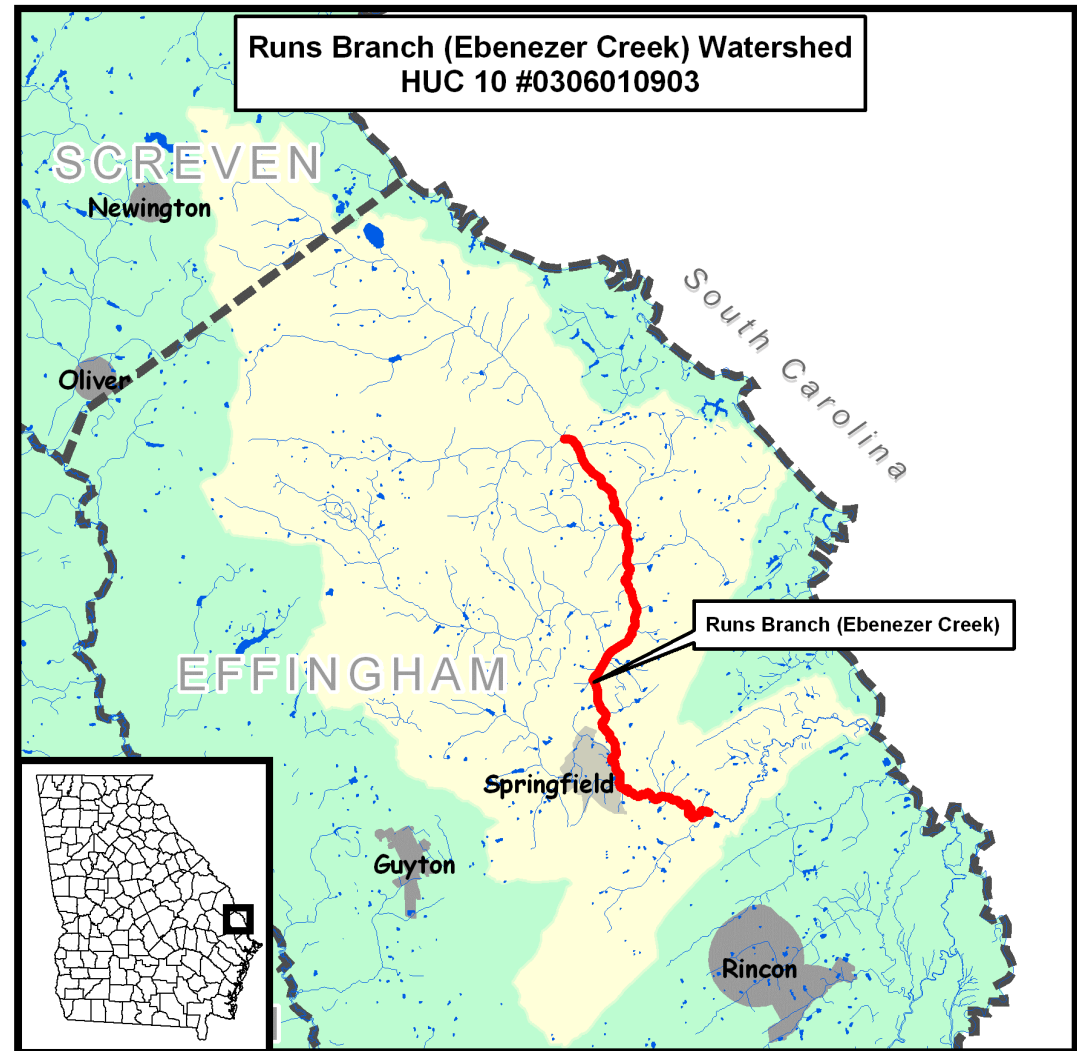 Runs Branch (Ebenezer Creek) Watershed
HUC 10 #0306010903
SCREVEN
Newington
South Carolina
Oliver
Runs Branch (Ebenezer Creek)
EFFINGHAM
Springfield
Guyton
Rincon